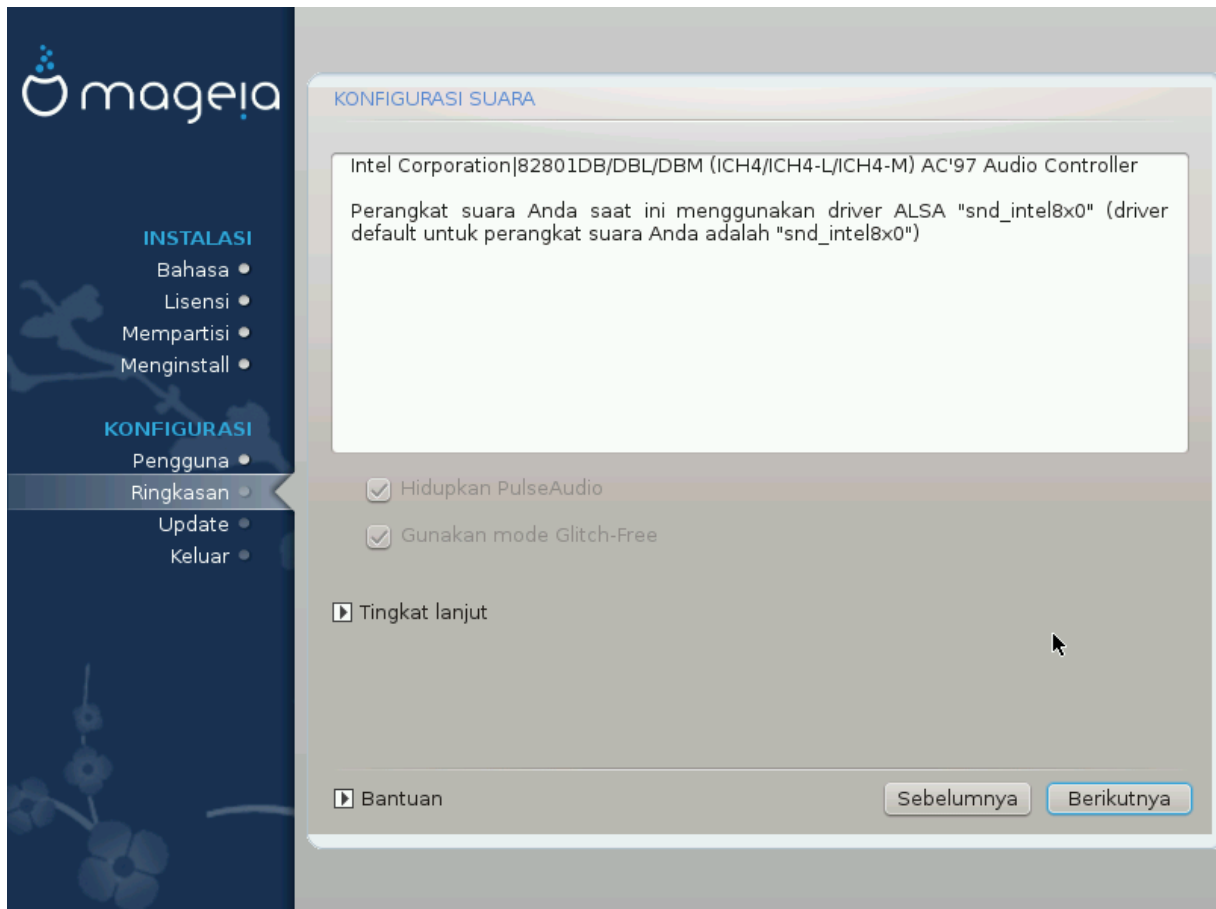 mageia
INSTALASI
Bahasa
Lisensi
Mempartisi
Menginstall
KONFIGURASI
Pengguna
Ringkasan
Update
Keluar
KONFIGURASI SUARA
Intel Corporation|82801DB/DBL/DBM (ICH4/ICH4-L/ICH4-M) AC'97 Audio Controller
Perangkat suara Anda saat ini menggunakan driver ALSA "snd_intel8x0" (driver
default untuk perangkat suara Anda adalah "snd_intel8x0")
Hidupkan PulseAudio
Gunakan mode Glitch-Free
Tingkat lanjut
Bantuan
Sebelumnya
Berikutnya